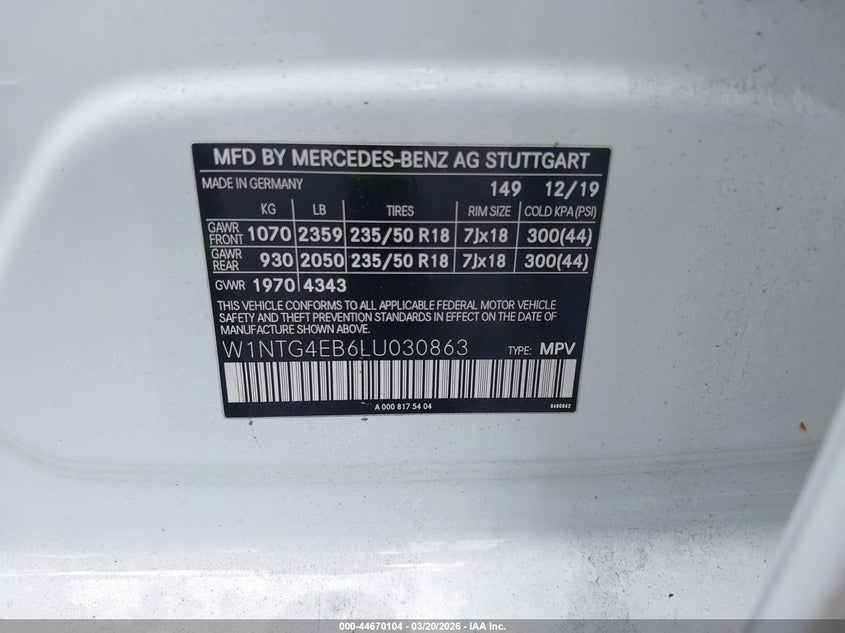 MFD BY MERCEDES-BENZ AG STUTTGART
MADE IN GERMANY 149 12/19
KG LB TIRES RIM SIZE COLD KPA(PSI)
GAWR FRONT 1070 2359 235/50 R18 7Jx18 300(44)
GAWR REAR 930 2050 235/50 R18 7Jx18 300(44)
GVWR 1970 4343
THIS VEHICLE CONFORMS TO ALL APPLICABLE FEDERAL MOTOR VEHICLE
SAFETY AND THEFT PREVENTION STANDARDS IN EFFECT ON THE DATE OF
MANUFACTURE SHOWN ABOVE.
W1NTG4EB6LU030863 TYPE: MPV
A 000 817 54 04
000-44670104 | 03/20/2026 - IAA Inc.